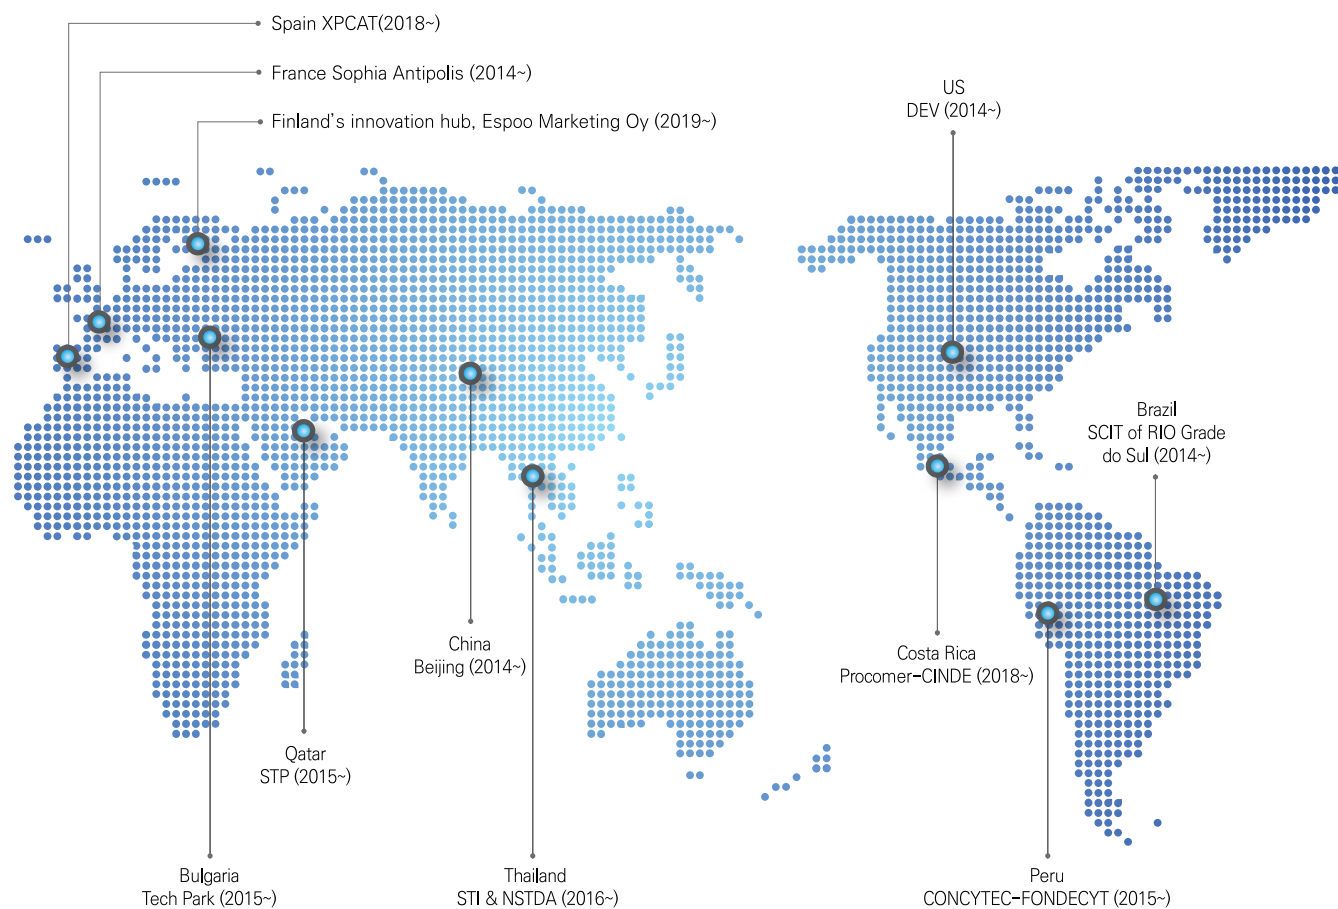 Spain XPCAT(2018~)
France Sophia Antipolis (2014~)
Finland's innovation hub, Espoo Marketing Oy (2019~)
US
DEV (2014~)
Brazil
SCIT of RIO Grade
do Sul (2014~)
China
Beijing (2014~)
Costa Rica
Procomer-CINDE (2018~)
Qatar
STP (2015~)
Bulgaria
Tech Park (2015~)
Thailand
STI & NSTDA (2016~)
Peru
CONCYTEC-FONDECYT (2015~)